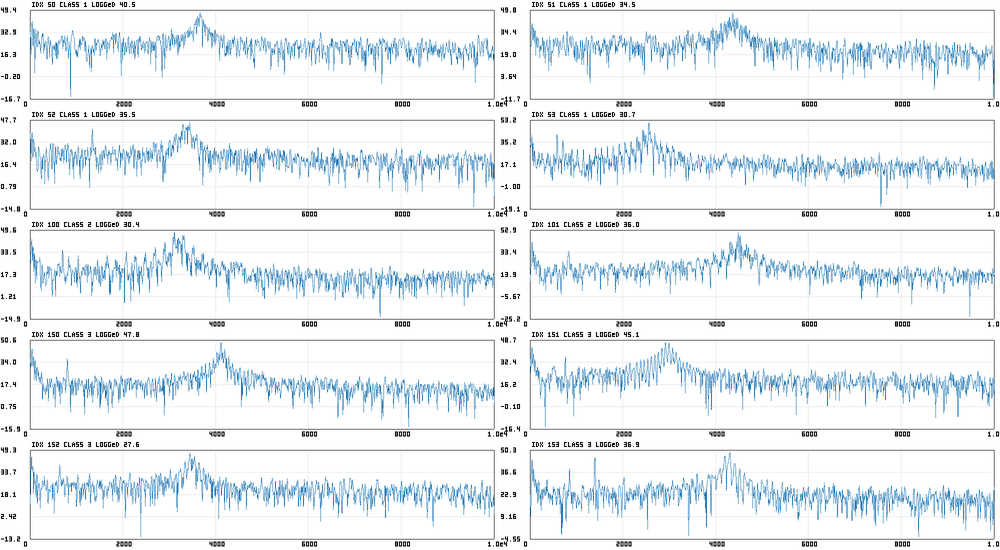 IDX 50 CLASS 1 LOGGeD 40.5
49.4
32.9
16.3
-0.20
-16.7
0 2000 4000 6000 8000 1.0e4
IDX 51 CLASS 1 LOGGeD 34.5
49.8
34.4
19.0
3.64
-11.7
0 2000 4000 6000 8000 1.0
IDX 52 CLASS 1 LOGGeD 35.5
47.7
32.0
16.4
0.79
-14.8
0 2000 4000 6000 8000 1.0e4
IDX 53 CLASS 1 LOGGeD 30.7
53.2
35.2
17.1
-1.00
-19.1
0 2000 4000 6000 8000 1.0
IDX 100 CLASS 2 LOGGeD 30.4
49.6
33.5
17.3
1.21
-14.9
0 2000 4000 6000 8000 1.0e4
IDX 101 CLASS 2 LOGGeD 36.0
52.9
33.4
13.9
-5.67
-25.2
0 2000 4000 6000 8000 1.0
IDX 150 CLASS 3 LOGGeD 47.8
50.6
34.0
17.4
0.75
-15.9
0 2000 4000 6000 8000 1.0e4
IDX 151 CLASS 3 LOGGeD 45.1
48.7
32.4
16.2
-0.10
-16.4
0 2000 4000 6000 8000 1.0
IDX 152 CLASS 3 LOGGeD 27.6
49.3
33.7
18.1
2.42
-13.2
0 2000 4000 6000 8000 1.0e4
IDX 153 CLASS 3 LOGGeD 36.9
50.3
36.6
22.9
9.16
-4.55
0 2000 4000 6000 8000 1.0